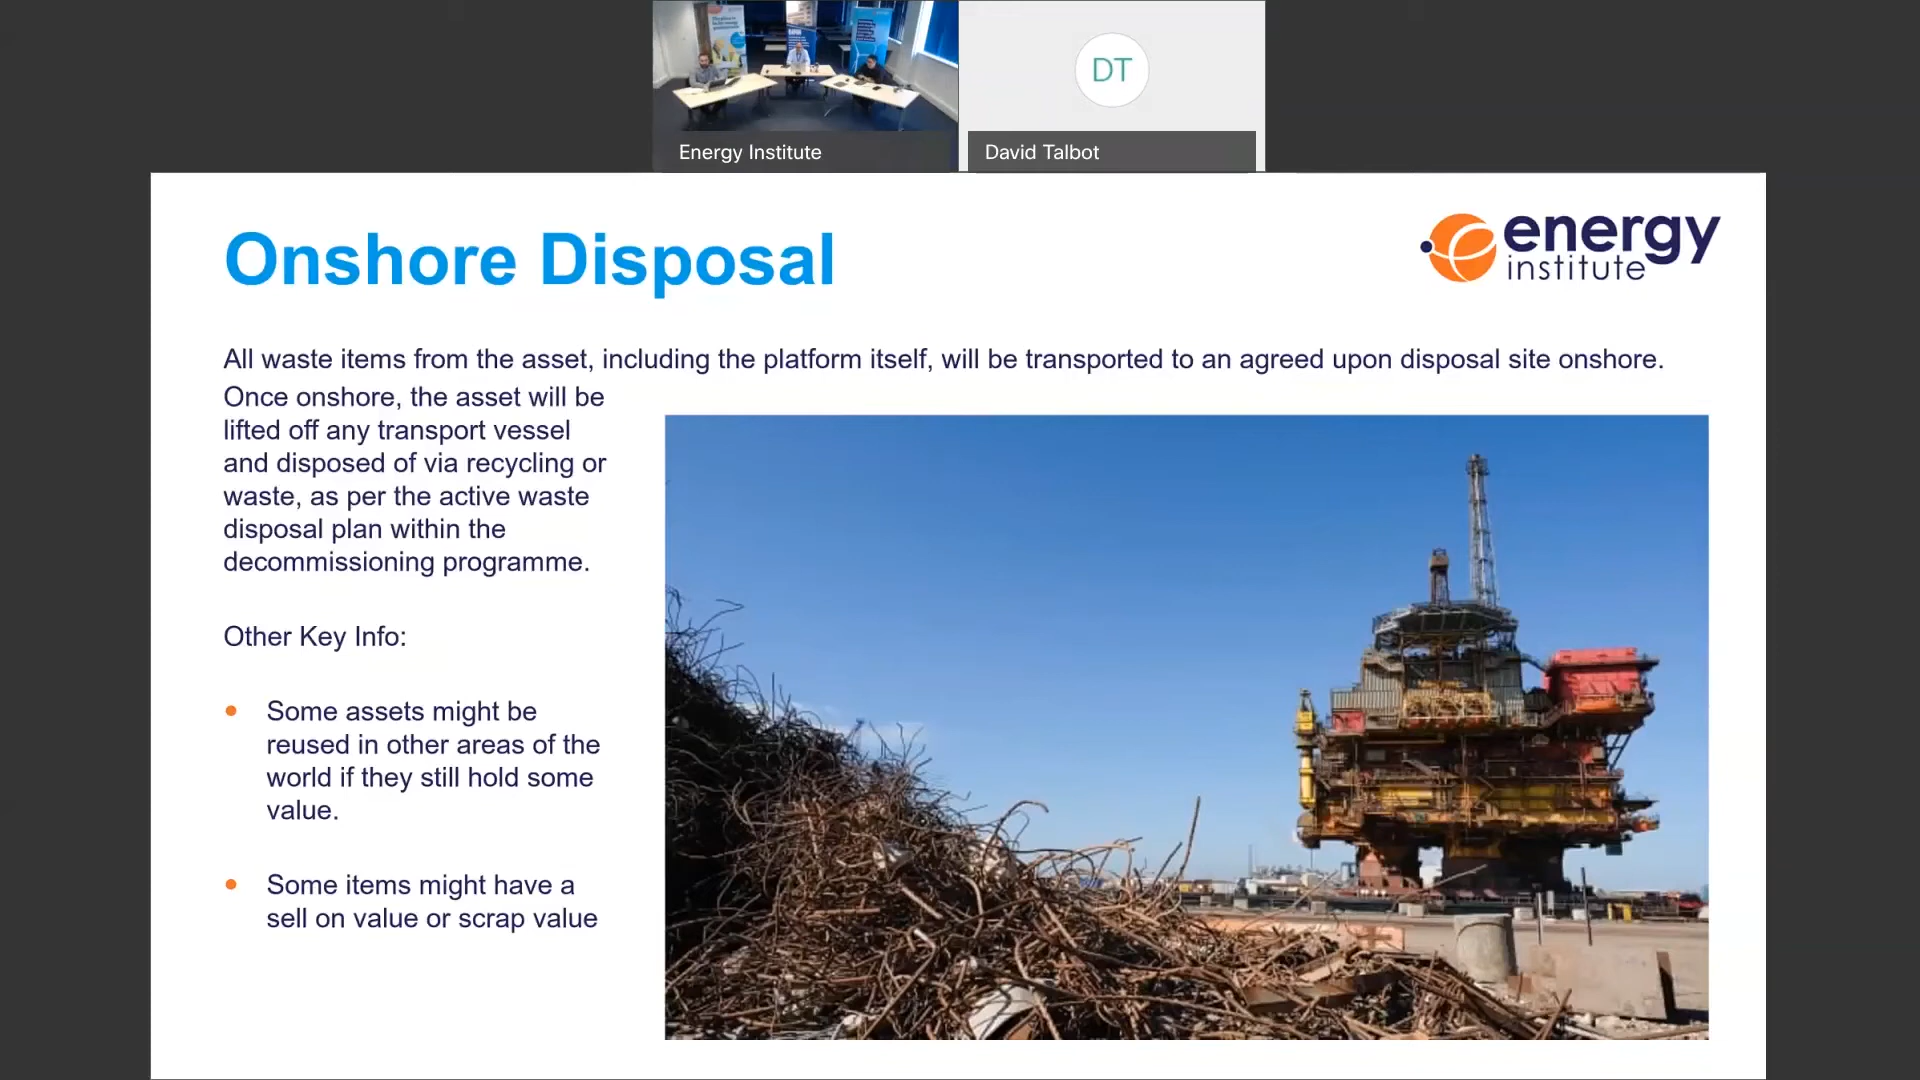 Energy Institute
DT
David Talbot
Onshore Disposal
energy
institute
All waste items from the asset, including the platform itself, will be transported to an agreed upon disposal site onshore.
Once onshore, the asset will be
lifted off any transport vessel
and disposed of via recycling or
waste, as per the active waste
disposal plan within the
decommissioning programme.
Other Key Info:
Some assets might be
reused in other areas of the
world if they still hold some
value.
Some items might have a
sell on value or scrap value